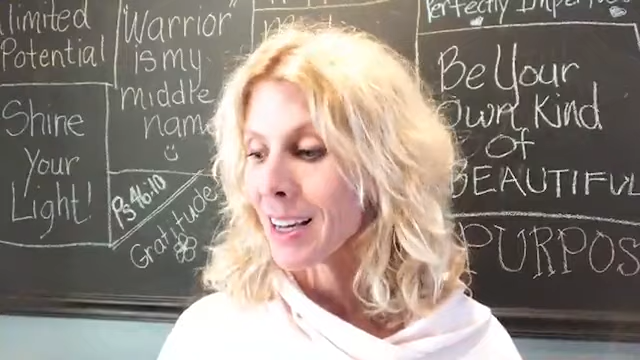 limited
Potential
"Warrior"
is my
middle
name
Shine
Your
Light!
Ps 46:10
Gratitude
Perfectly
Be Your
Own Kind
of
BEAUTIFUL
PURPOS